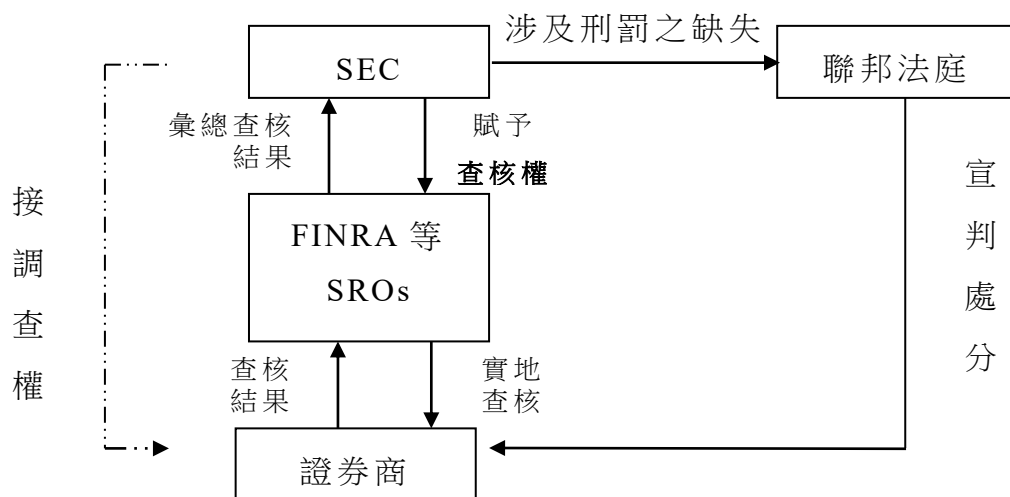 涉及刑罰之缺失
SEC
聯邦法庭
彙總查核
結果
賦予
查核權
FINRA 等
SROs
接
調
查
權
宣
判
處
分
查核
結果
實地
查核
證券商